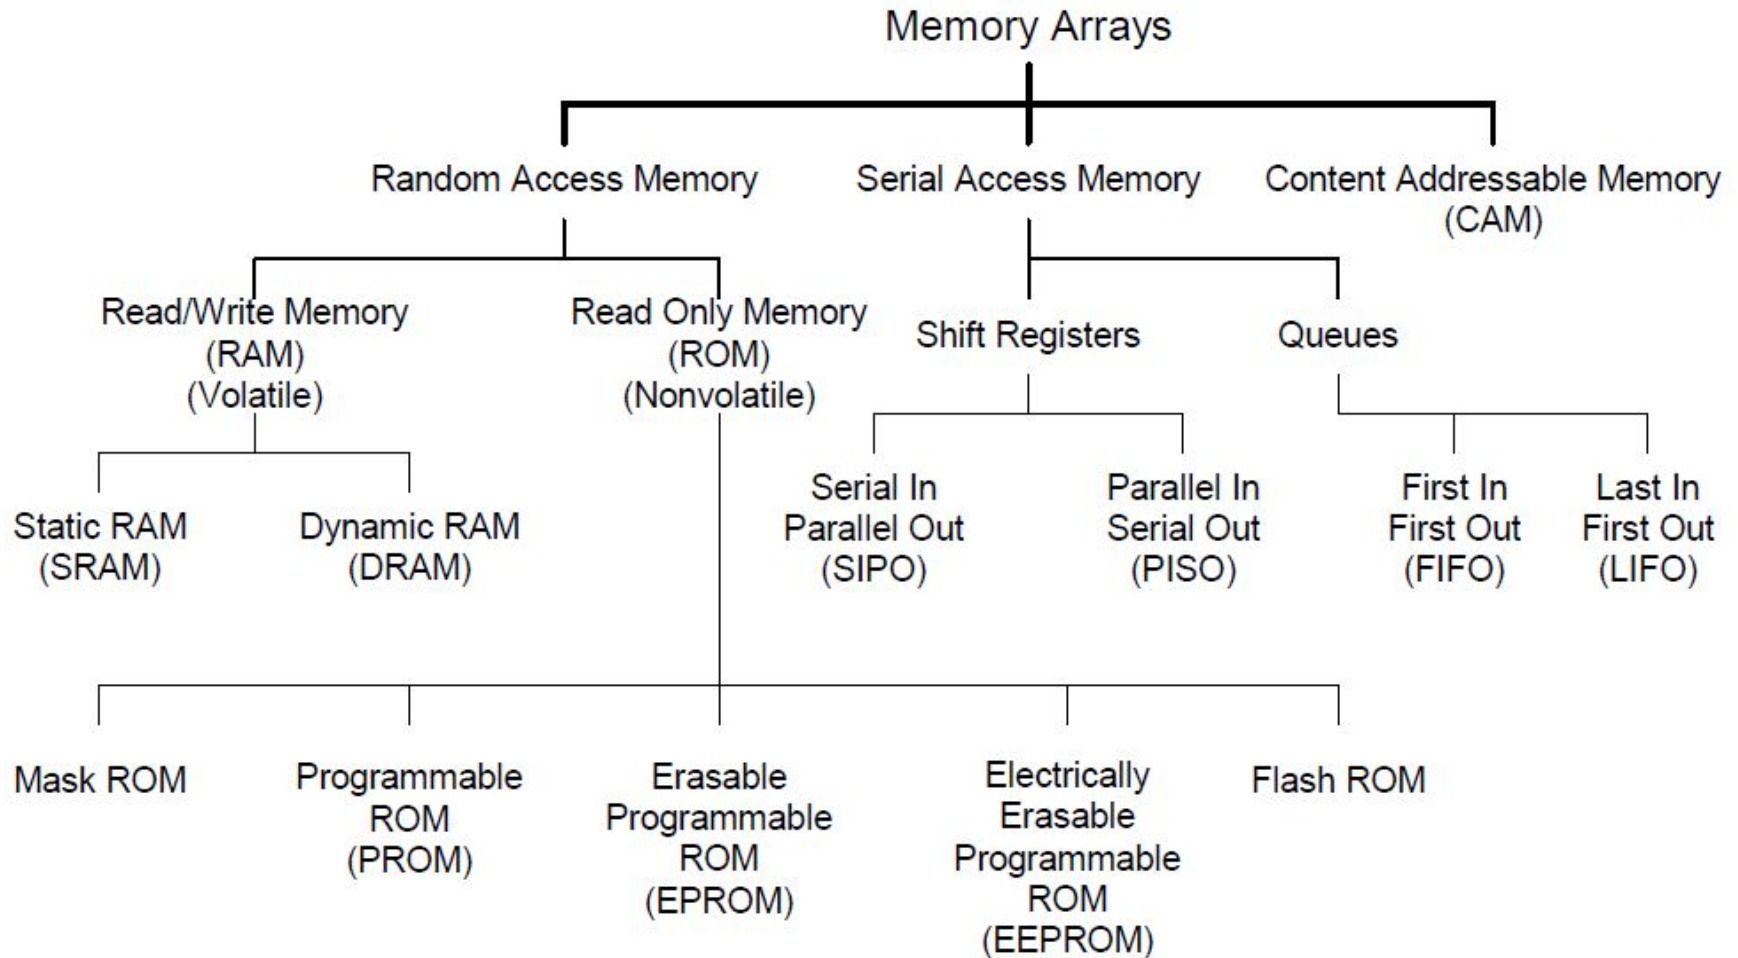 Memory Arrays
Random Access Memory
Serial Access Memory
Content Addressable Memory
(CAM)
Read/Write Memory
(RAM)
(Volatile)
Read Only Memory
(ROM)
(Nonvolatile)
Shift Registers
Queues
Static RAM
(SRAM)
Dynamic RAM
(DRAM)
Serial In
Parallel Out
(SIPO)
Parallel In
Serial Out
(PISO)
First In
First Out
(FIFO)
Last In
First Out
(LIFO)
Mask ROM
Programmable
ROM
(PROM)
Erasable
Programmable
ROM
(EPROM)
Electrically
Erasable
Programmable
ROM
(EEPROM)
Flash ROM